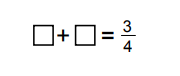 □ + □ = 3/4